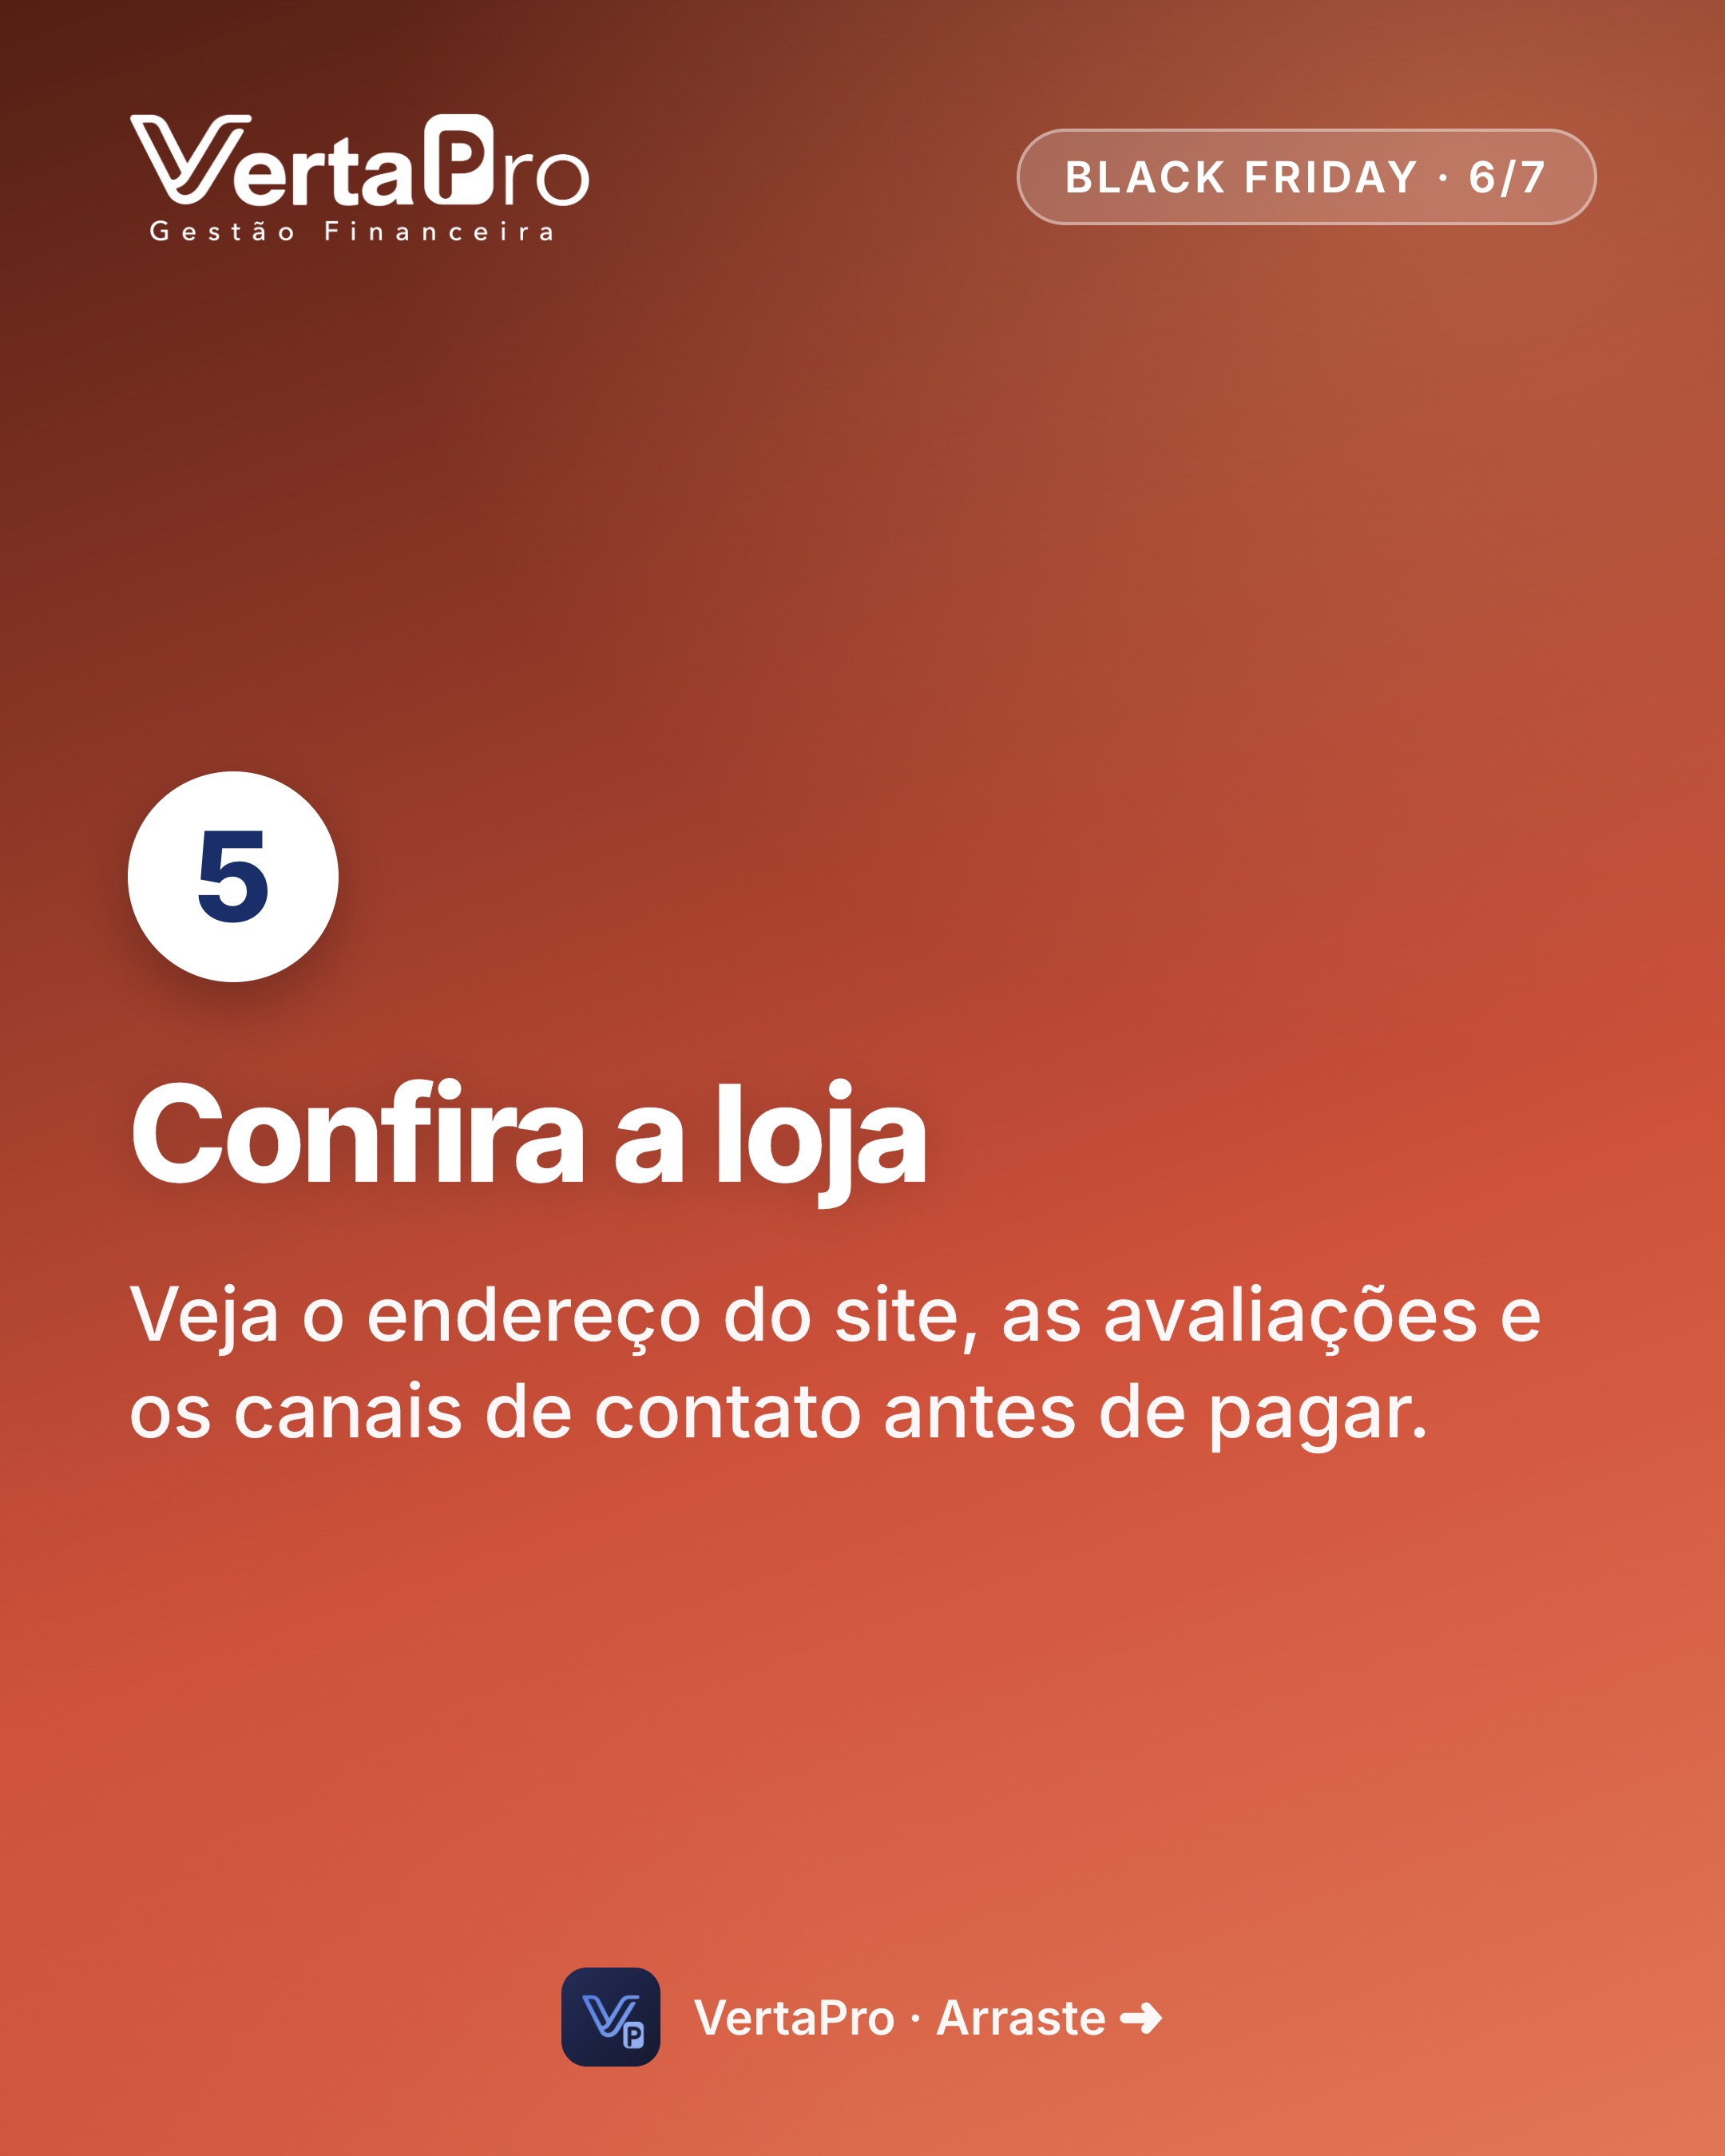 VertaPro
Gestão Financeira
BLACK FRIDAY · 6/7
5
Confira a loja
Veja o endereço do site, as avaliações e
os canais de contato antes de pagar.
VertaPro · Arraste